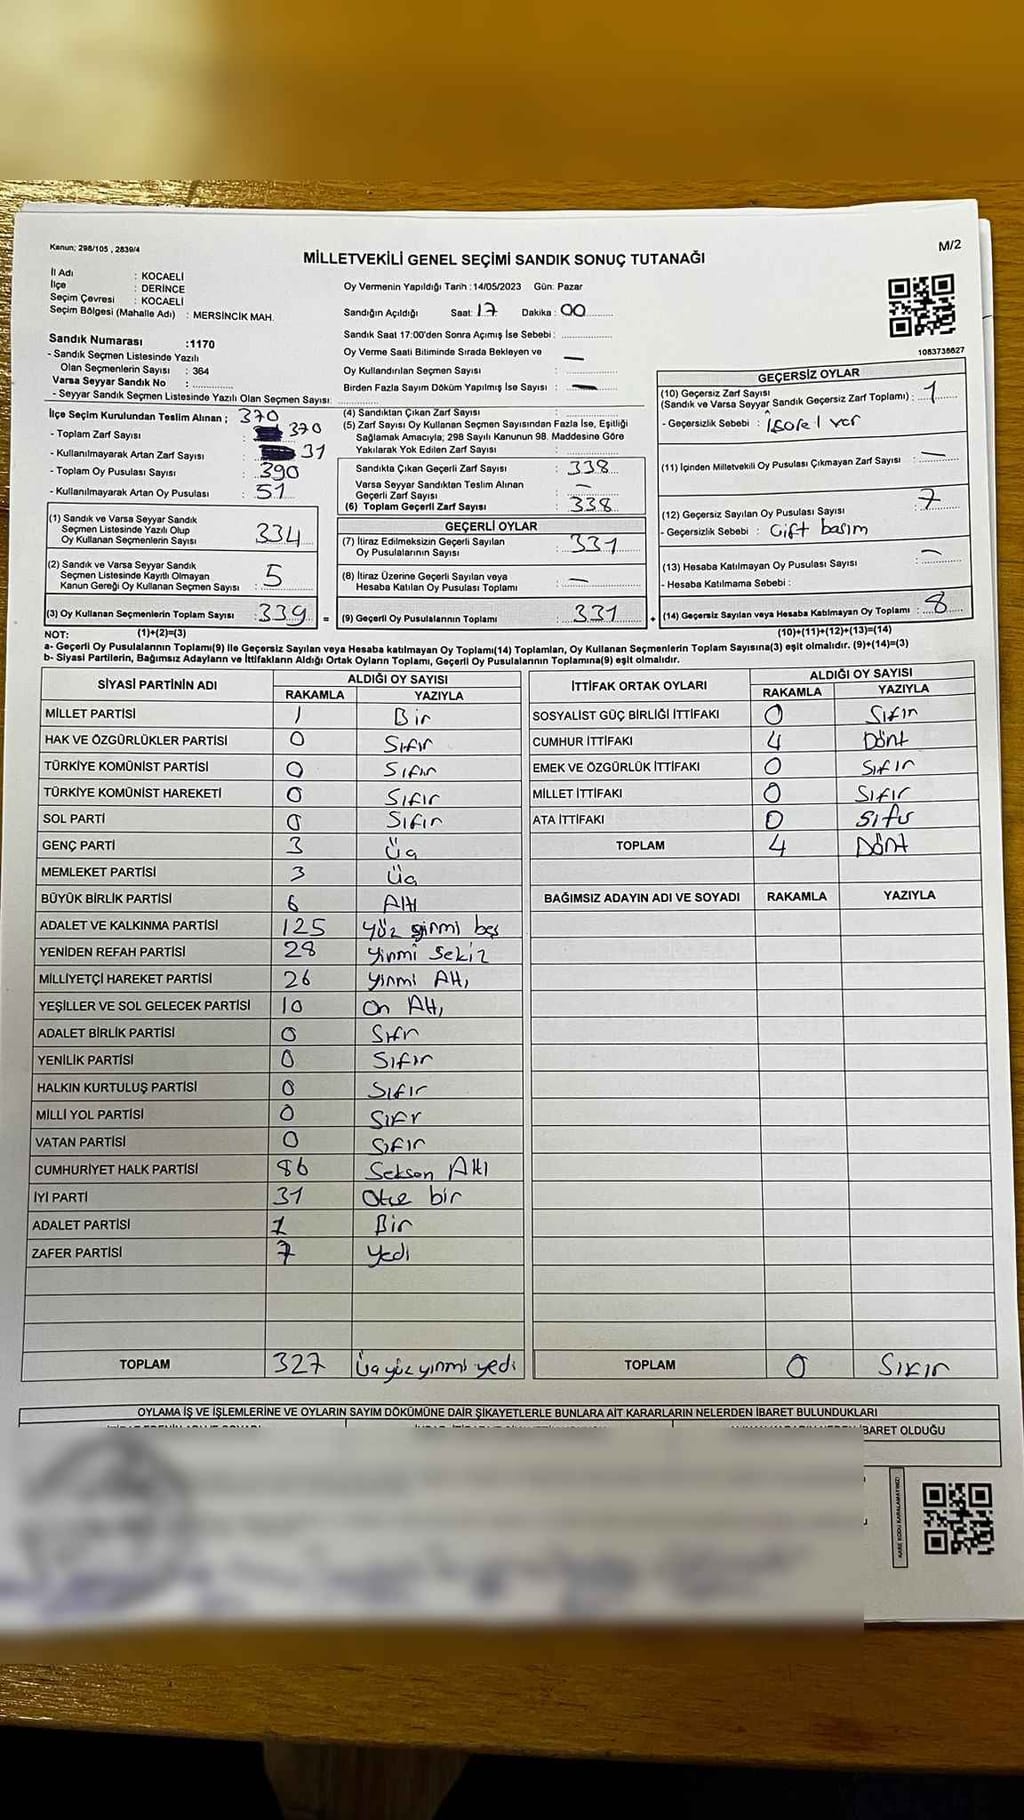 Kanun; 298/105 , 2839/4
M/2
MİLLETVEKİLİ GENEL SEÇİMİ SANDIK SONUÇ TUTANAĞI
İl Adı : KOCAELİ
İlçe : DERİNCE
Seçim Çevresi : KOCAELİ
Seçim Bölgesi (Mahalle Adı) : MERSİNCİK MAH.
Sandık Numarası :1170
- Sandık Seçmen Listesinde Yazılı
Olan Seçmenlerin Sayısı : 364
Varsa Seyyar Sandık No :
- Seyyar Sandık Seçmen Listesinde Yazılı Olan Seçmen Sayısı:
Oy Vermenin Yapıldığı Tarih :14/05/2023 Gün: Pazar
Sandığın Açıldığı Saat: 17 Dakika : 00
Sandık Saat 17:00'den Sonra Açımış İse Sebebi :
Oy Verme Saati Bitiminde Sırada Bekleyen ve
Oy Kullandırılan Seçmen Sayısı : —
Birden Fazla Sayım Döküm Yapılmış İse Sayısı : —
1083736627
İlçe Seçim Kurulundan Teslim Alınan ; 370
- Toplam Zarf Sayısı : 370
- Kullanılmayarak Artan Zarf Sayısı : 31
- Toplam Oy Pusulası Sayısı : 390
- Kullanılmayarak Artan Oy Pusulası : 51
(1) Sandık ve Varsa Seyyar Sandık
Seçmen Listesinde Yazılı Olup
Oy Kullanan Seçmenlerin Sayısı : 334
(2) Sandık ve Varsa Seyyar Sandık
Seçmen Listesinde Kayıtlı Olmayan
Kanun Gereği Oy Kullanan Seçmen Sayısı : 5
(3) Oy Kullanan Seçmenlerin Toplam Sayısı : 339 =
(1)+(2)=(3)
(4) Sandıktan Çıkan Zarf Sayısı :
(5) Zarf Sayısı Oy Kullanan Seçmen Sayısından Fazla İse, Eşitliği
Sağlamak Amacıyla; 298 Sayılı Kanunun 98. Maddesine Göre
Yakılarak Yok Edilen Zarf Sayısı :
Sandıkta Çıkan Geçerli Zarf Sayısı : 338
Varsa Seyyar Sandıktan Teslim Alınan
Geçerli Zarf Sayısı : —
(6) Toplam Geçerli Zarf Sayısı : 338
GEÇERLİ OYLAR
(7) İtiraz Edilmeksizin Geçerli Sayılan
Oy Pusulalarının Sayısı : 331
(8) İtiraz Üzerine Geçerli Sayılan veya
Hesaba Katılan Oy Pusulası Toplamı : —
(9) Geçerli Oy Pusulalarının Toplamı : 331 +
GEÇERSİZ OYLAR
(10) Geçersiz Zarf Sayısı
(Sandık ve Varsa Seyyar Sandık Geçersiz Zarf Toplamı) : 1
- Geçersizlik Sebebi : İşaret var
(11) İçinden Milletvekili Oy Pusulası Çıkmayan Zarf Sayısı : —
(12) Geçersiz Sayılan Oy Pusulası Sayısı : 7
- Geçersizlik Sebebi : Çift basım
(13) Hesaba Katılmayan Oy Pusulası Sayısı : —
- Hesaba Katılmama Sebebi :
(14) Geçersiz Sayılan veya Hesaba Katılmayan Oy Toplamı : 8
(10)+(11)+(12)+(13)=(14)
NOT:
a- Geçerli Oy Pusulalarının Toplamı(9) İle Geçersiz Sayılan veya Hesaba katılmayan Oy Toplamı(14) Toplamları, Oy Kullanan Seçmenlerin Toplam Sayısına(3) eşit olmalıdır. (9)+(14)=(3)
b- Siyasi Partilerin, Bağımsız Adayların ve İttifakların Aldığı Ortak Oyların Toplamı, Geçerli Oy Pusulalarının Toplamına(9) eşit olmalıdır.
SİYASİ PARTİNİN ADI ALDIĞI OY SAYISI
RAKAMLA YAZIYLA
MİLLET PARTİSİ 1 Bir
HAK VE ÖZGÜRLÜKLER PARTİSİ 0 Sıfır
TÜRKİYE KOMÜNİST PARTİSİ 0 Sıfır
TÜRKİYE KOMÜNİST HAREKETİ 0 Sıfır
SOL PARTİ 0 Sıfır
GENÇ PARTİ 3 Üç
MEMLEKET PARTİSİ 3 Üç
BÜYÜK BİRLİK PARTİSİ 6 Altı
ADALET VE KALKINMA PARTİSİ 125 Yüz yirmi beş
YENİDEN REFAH PARTİSİ 28 Yirmi Sekiz
MİLLİYETÇİ HAREKET PARTİSİ 26 Yirmi Altı
YEŞİLLER VE SOL GELECEK PARTİSİ 10 On Altı
ADALET BİRLİK PARTİSİ 0 Sıfır
YENİLİK PARTİSİ 0 Sıfır
HALKIN KURTULUŞ PARTİSİ 0 Sıfır
MİLLİ YOL PARTİSİ 0 Sıfır
VATAN PARTİSİ 0 Sıfır
CUMHURİYET HALK PARTİSİ 86 Seksen Altı
İYİ PARTİ 31 Otuz bir
ADALET PARTİSİ 1 Bir
ZAFER PARTİSİ 7 Yedi
TOPLAM 327 Üç yüz yirmi yedi
İTTİFAK ORTAK OYLARI ALDIĞI OY SAYISI
RAKAMLA YAZIYLA
SOSYALİST GÜÇ BİRLİĞİ İTTİFAKI 0 Sıfır
CUMHUR İTTİFAKI 4 Dört
EMEK VE ÖZGÜRLÜK İTTİFAKI 0 Sıfır
MİLLET İTTİFAKI 0 Sıfır
ATA İTTİFAKI 0 Sıfır
TOPLAM 4 Dört
BAĞIMSIZ ADAYIN ADI VE SOYADI RAKAMLA YAZIYLA
TOPLAM 0 Sıfır
OYLAMA İŞ VE İŞLEMLERİNE VE OYLARIN SAYIM DÖKÜMÜNE DAİR ŞİKAYETLERLE BUNLARA AİT KARARLARIN NELERDEN İBARET BULUNDUKLARI
İBARET OLDUĞU
KARE KODU KARALAMAYINIZ!